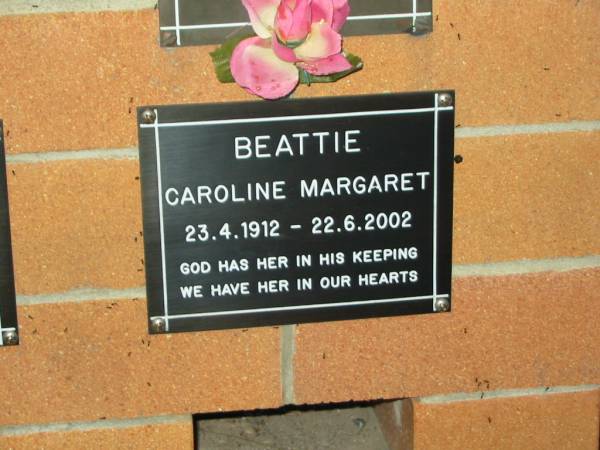 BEATTIE
CAROLINE MARGARET
23.4.1912 - 22.6.2002
GOD HAS HER IN HIS KEEPING
WE HAVE HER IN OUR HEARTS